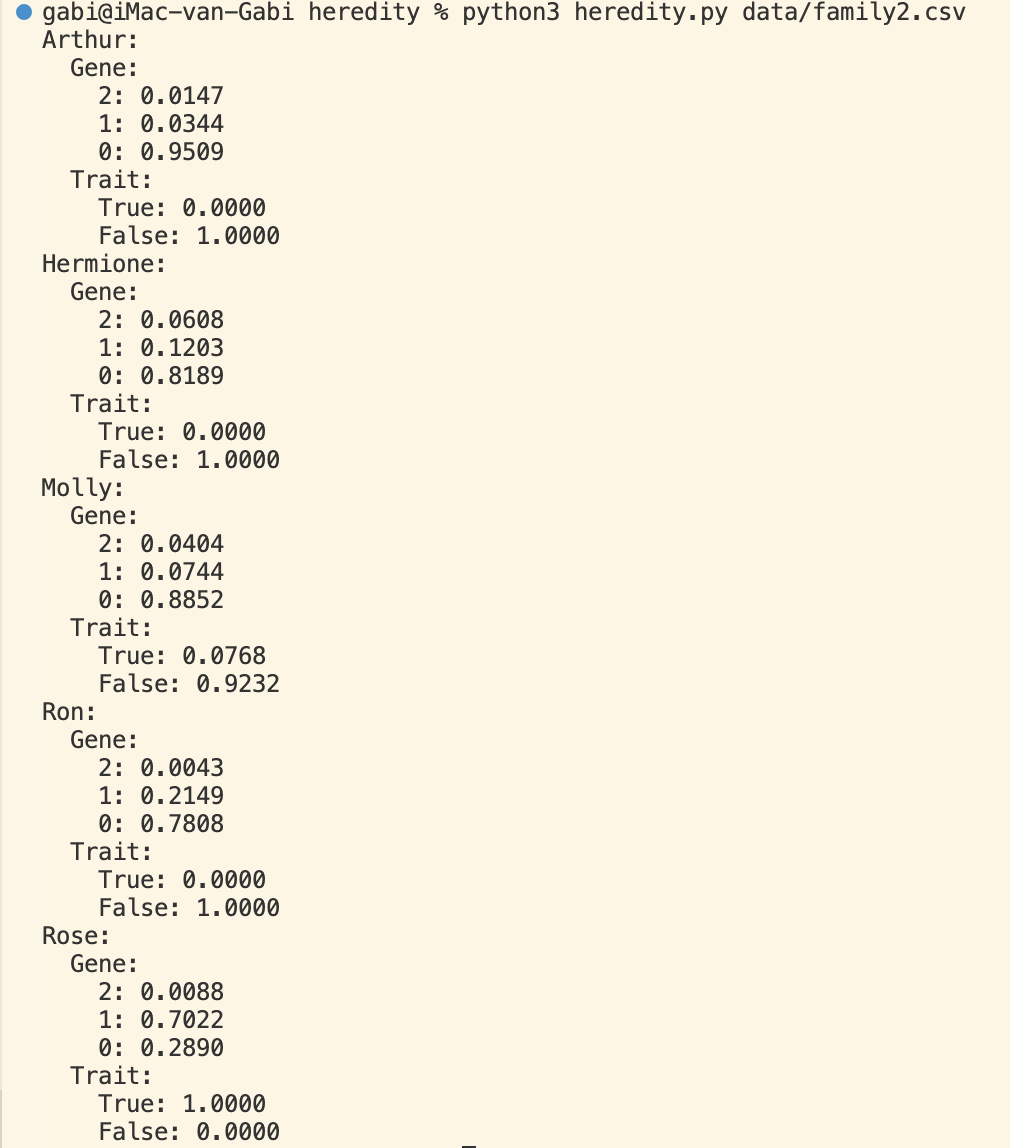 gabi@iMac-van-Gabi heredity % python3 heredity.py data/family2.csv
Arthur:
  Gene:
    2: 0.0147
    1: 0.0344
    0: 0.9509
  Trait:
    True: 0.0000
    False: 1.0000
Hermione:
  Gene:
    2: 0.0608
    1: 0.1203
    0: 0.8189
  Trait:
    True: 0.0000
    False: 1.0000
Molly:
  Gene:
    2: 0.0404
    1: 0.0744
    0: 0.8852
  Trait:
    True: 0.0768
    False: 0.9232
Ron:
  Gene:
    2: 0.0043
    1: 0.2149
    0: 0.7808
  Trait:
    True: 0.0000
    False: 1.0000
Rose:
  Gene:
    2: 0.0088
    1: 0.7022
    0: 0.2890
  Trait:
    True: 1.0000
    False: 0.0000